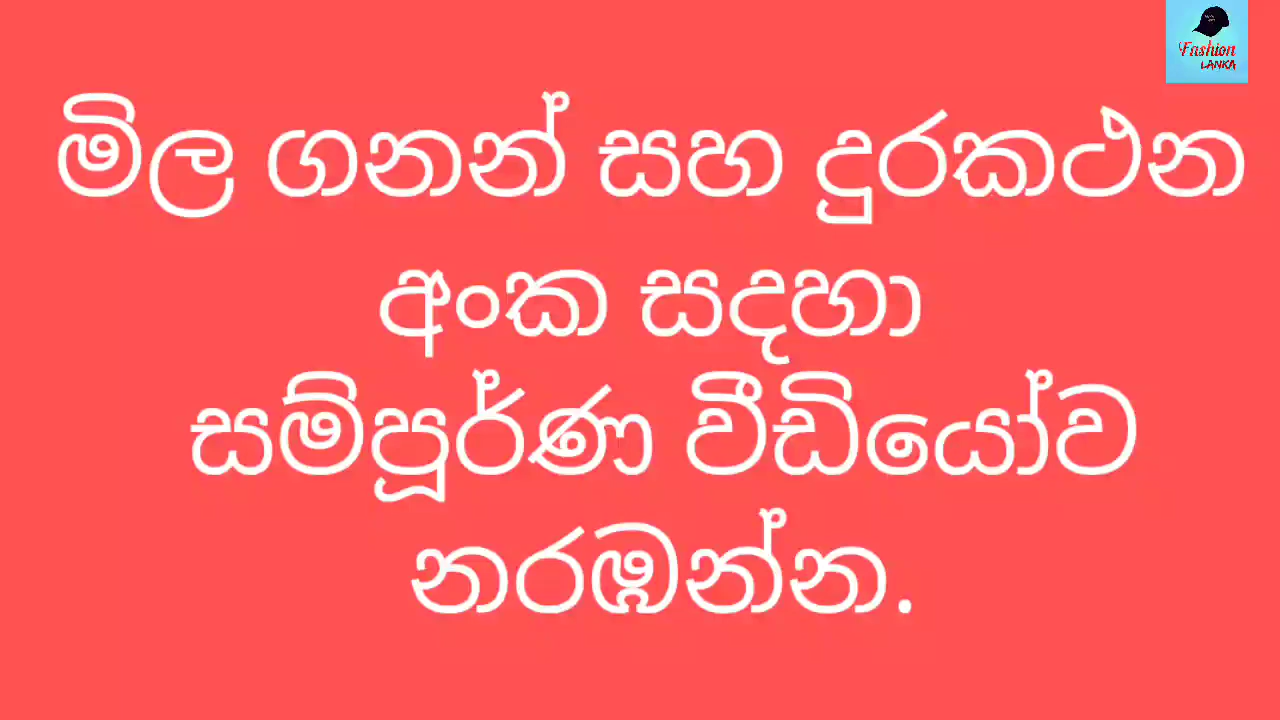 Fashion
LANKA
මිල ගනන් සහ දුරකථන
අංක සදහා
සම්පූර්ණ වීඩියෝව
නරඹන්න.